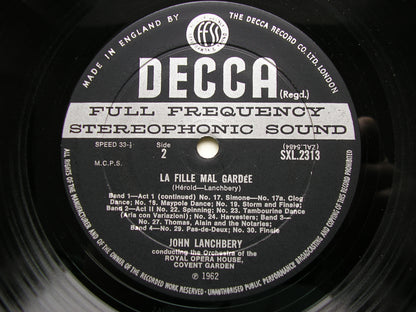 MADE IN ENGLAND BY
THE DECCA RECORD CO. LTD. LONDON.
ffss
DECCA (Regd.)
FULL FREQUENCY
STEREOPHONIC SOUND
SPEED 33-⅓
Side
2
(ZAL.5484)
SXL.2313
M.C.P.S.
LA FILLE MAL GARDÉE
(Hérold—Lanchbery)
Band 1—Act 1 (continued) No. 17. Simone—No. 17a. Clog
Dance; No. 18. Maypole Dance; No. 19. Storm and Finale;
Band 2—Act II No. 22. Spinning; No. 23. Tambourine Dance
(Aria con Variazioni); No. 24. Harvesters; Band 3—
No. 27. Thomas, Alain and the Notaries;
Band 4—No. 29. Pas-de-Deux; No. 30. Finale
JOHN LANCHBERY
conducting the Orchestra of the
ROYAL OPERA HOUSE,
COVENT GARDEN
℗ 1962
ALL RIGHTS OF THE MANUFACTURER AND OF THE OWNER OF THE RECORDED WORK RESERVED · UNAUTHORISED PUBLIC PERFORMANCE, BROADCASTING AND COPYING OF THIS RECORD PROHIBITED